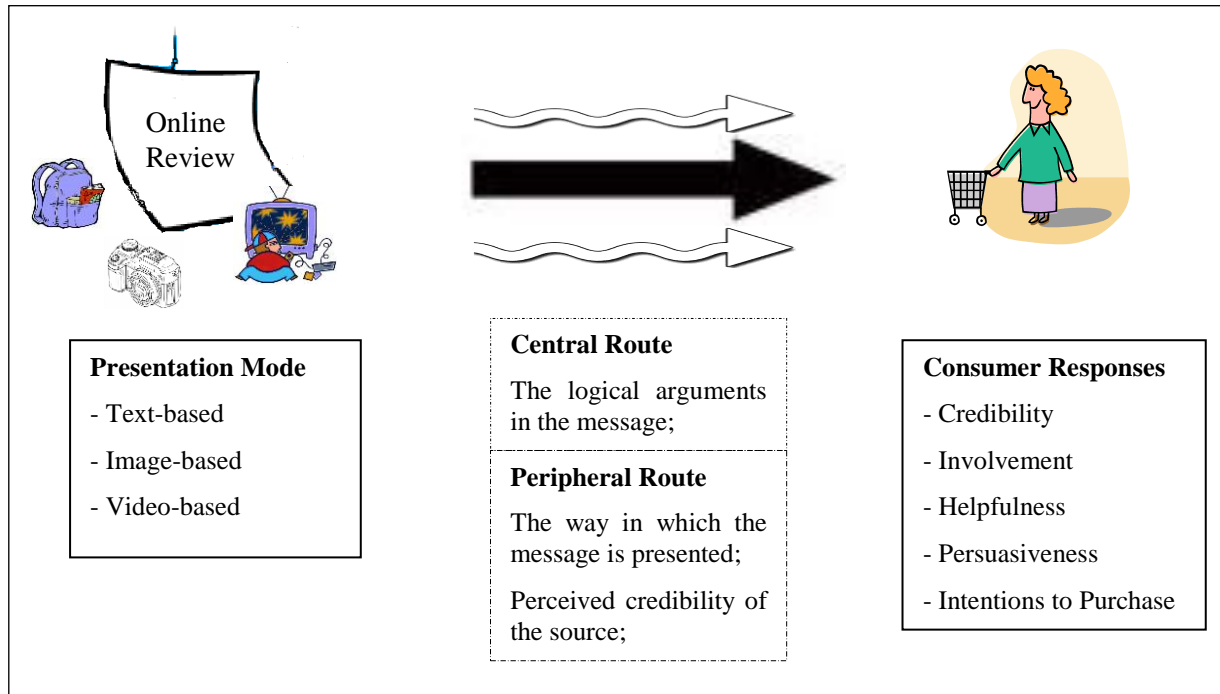 Online
Review
Presentation Mode
- Text-based
- Image-based
- Video-based
Central Route
The logical arguments
in the message;
Peripheral Route
The way in which the
message is presented;
Perceived credibility of
the source;
Consumer Responses
- Credibility
- Involvement
- Helpfulness
- Persuasiveness
- Intentions to Purchase